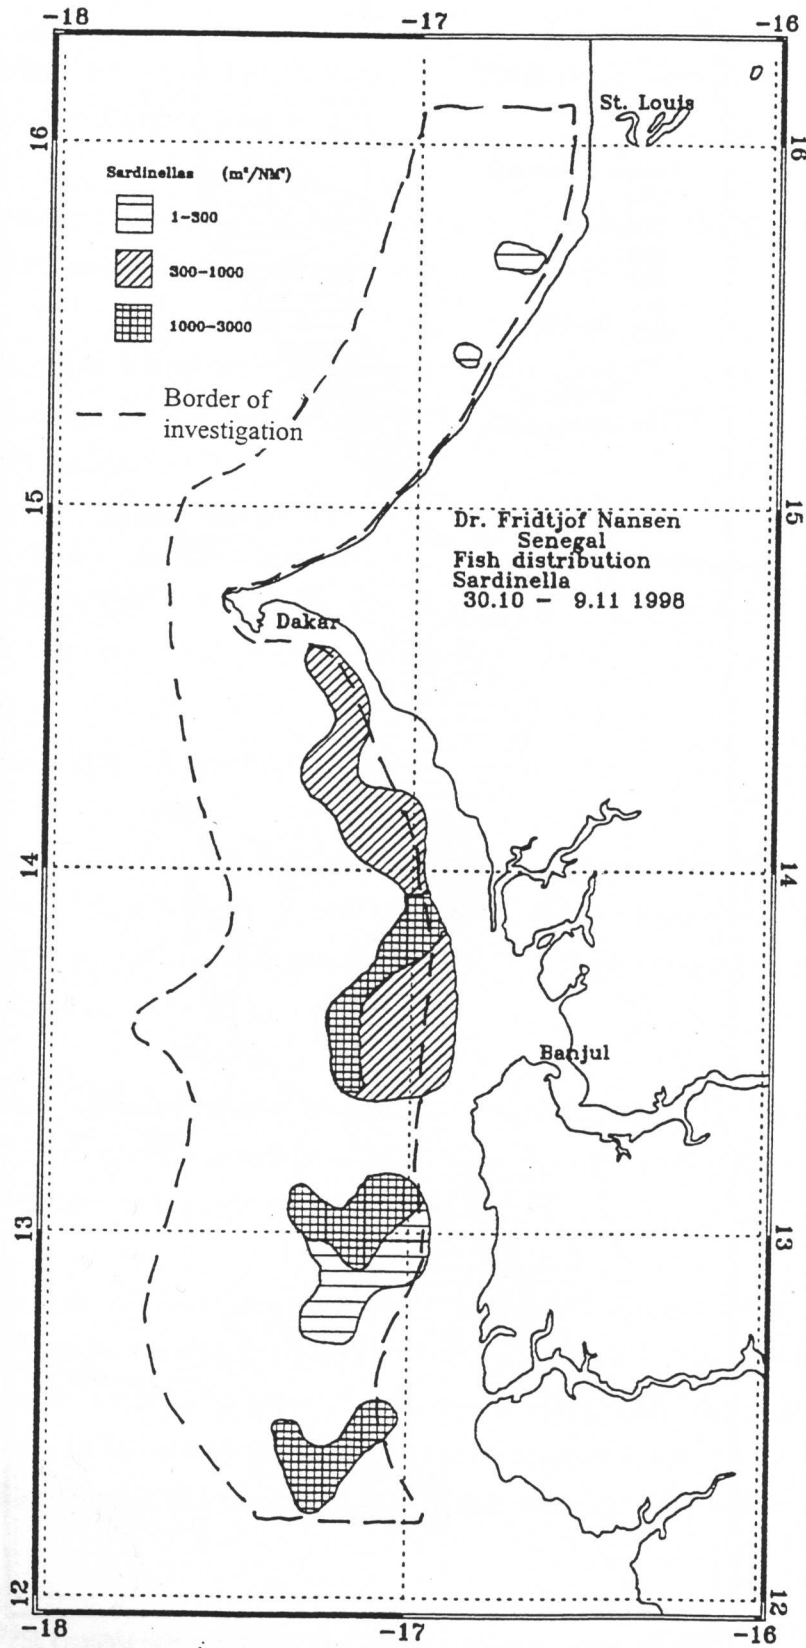 -18 -17 -16
St. Louis
16 16
Sardinellas (m²/NM²)
1-300
300-1000
1000-3000
Border of
investigation
15 15
Dr. Fridtjof Nansen
Senegal
Fish distribution
Sardinella
30.10 - 9.11 1998
Dakar
14 14
Banjul
13 13
12 12
-18 -17 -16